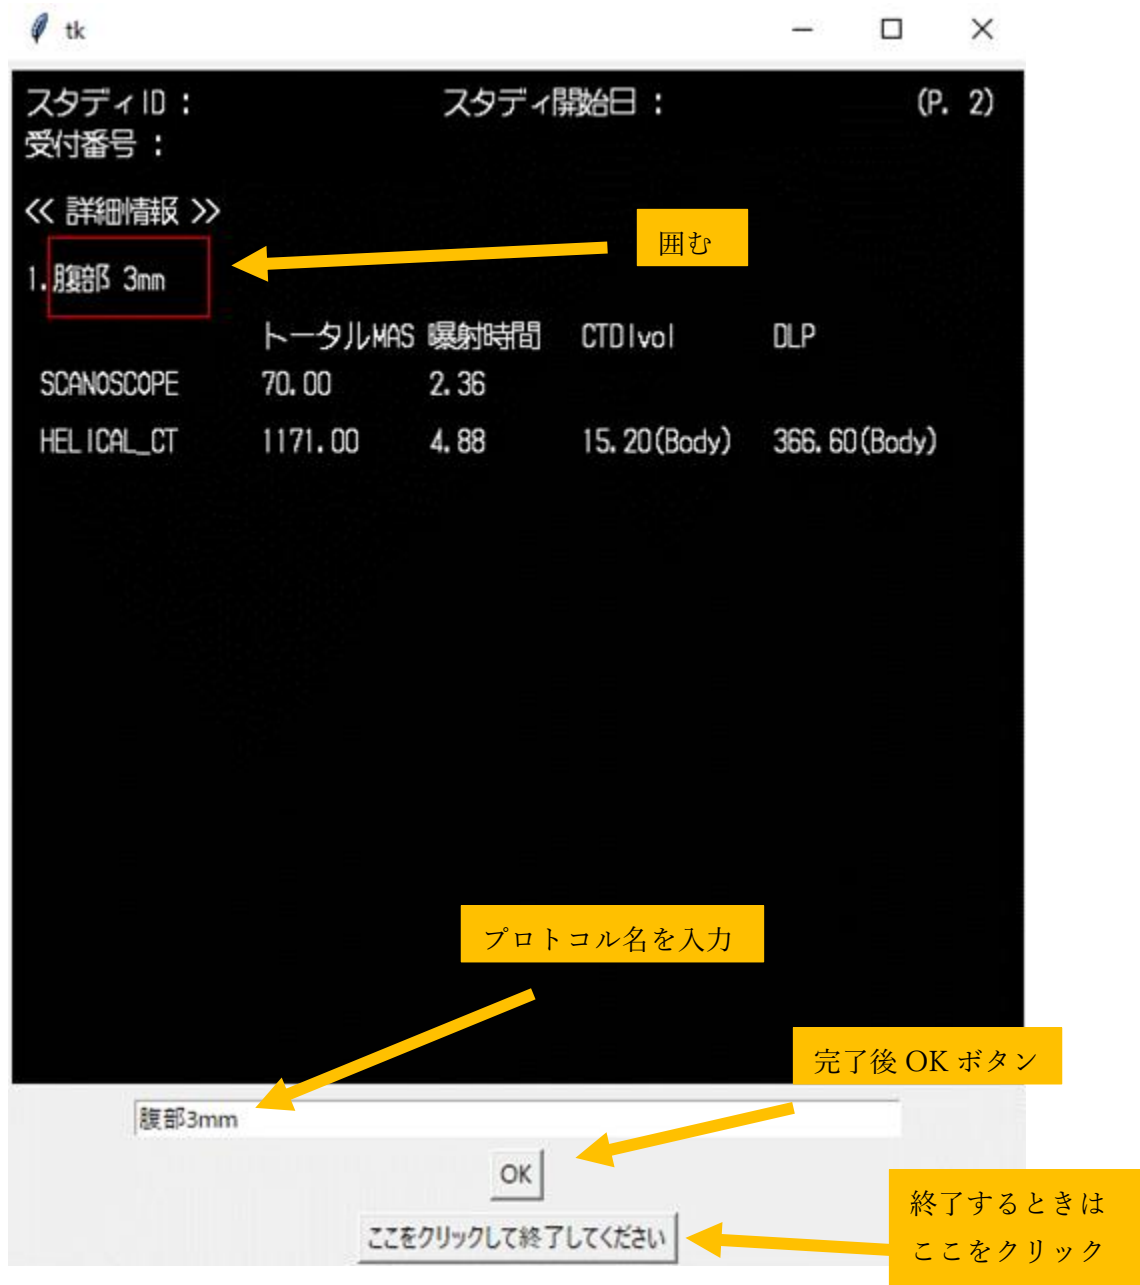 tk
スタディID： スタディ開始日： (P. 2)
受付番号：
<< 詳細情報 >>
囲む
1.腹部 3mm
トータルMAS 曝射時間 CTDIvol DLP
SCANOSCOPE 70.00 2.36
HELICAL_CT 1171.00 4.88 15.20(Body) 366.60(Body)
プロトコル名を入力
完了後 OK ボタン
腹部3mm
OK
終了するときは
ここをクリック
ここをクリックして終了してください